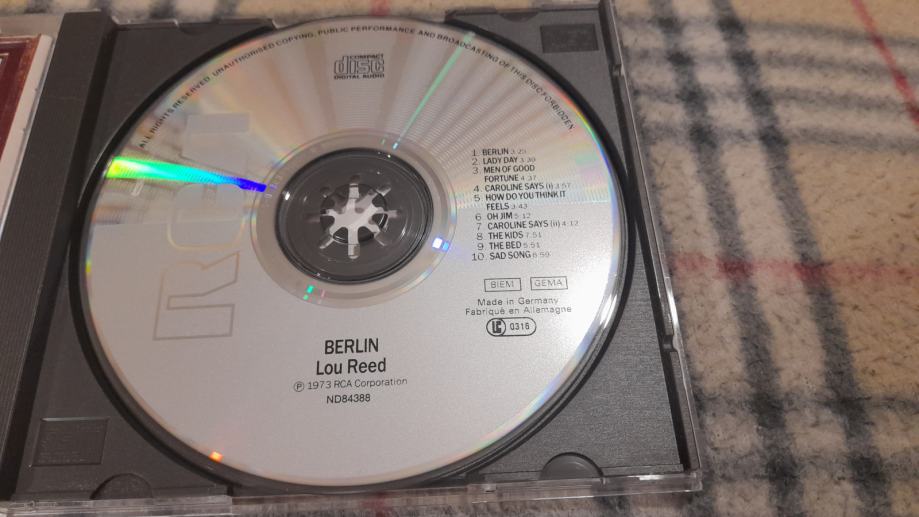 ALL RIGHTS RESERVED. UNAUTHORISED COPYING, PUBLIC PERFORMANCE AND BROADCASTING OF THIS DISC FORBIDDEN
COMPACT
disc
DIGITAL AUDIO
RCA
1. BERLIN 3:25
2. LADY DAY 3:39
3 MEN OF GOOD
FORTUNE 4:37
4. CAROLINE SAYS (i) 3:57
5. HOW DO YOU THINK IT
FEELS 3:43
6 OH JIM 5:12
7 CAROLINE SAYS (ii) 4:12
8 THE KIDS 7:51
9 THE BED 5:51
10. SAD SONG 6:59
BIEM GEMA
Made in Germany
Fabriqué en Allemagne
LC 0316
BERLIN
Lou Reed
℗ 1973 RCA Corporation
ND84388